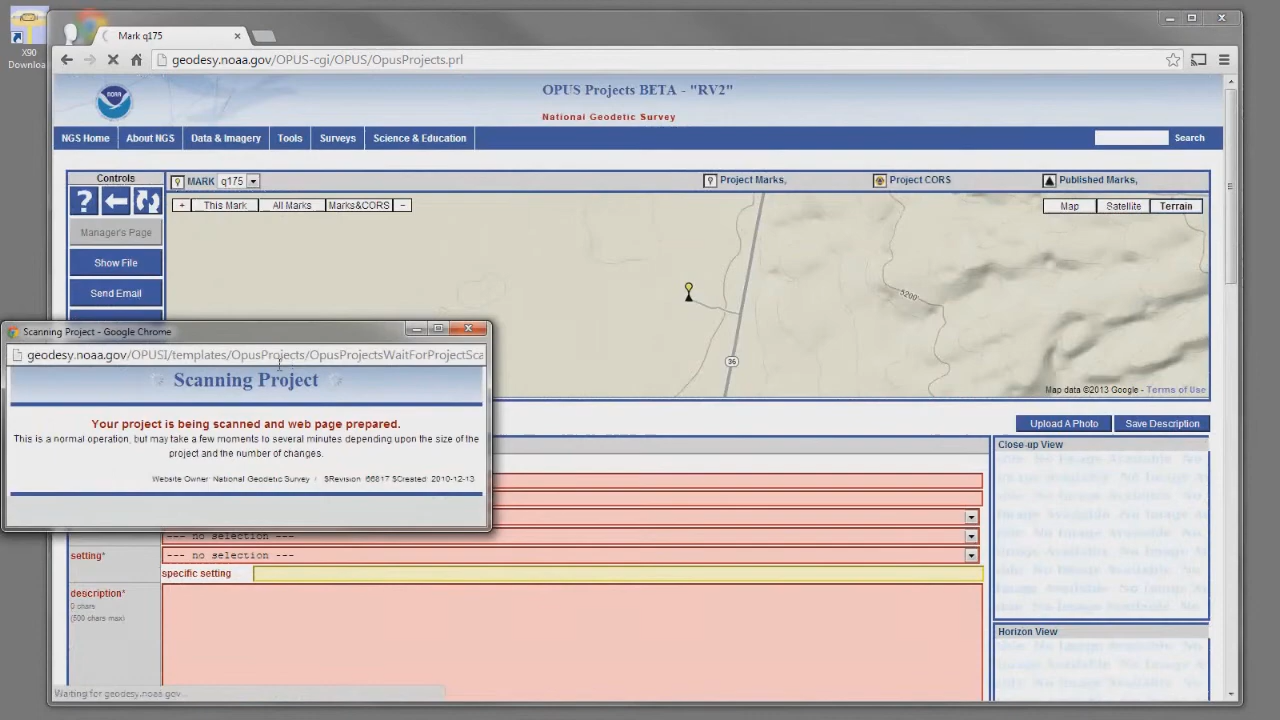 X90
Downloa
Mark q175
geodesy.noaa.gov/OPUS-cgi/OPUS/OpusProjects.prl
OPUS Projects BETA - "RV2"
National Geodetic Survey
NGS Home
About NGS
Data & Imagery
Tools
Surveys
Science & Education
Search
Controls
MARK q175
Project Marks,
Project CORS
Published Marks,
?
+ This Mark All Marks Marks&CORS -
Map Satellite Terrain
Manager's Page
Show File
Send Email
5200
36
Map data ©2013 Google - Terms of Use
Scanning Project - Google Chrome
geodesy.noaa.gov/OPUSI/templates/OpusProjects/OpusProjectsWaitForProjectSca
Scanning Project
Your project is being scanned and web page prepared.
This is a normal operation, but may take a few moments to several minutes depending upon the size of the
project and the number of changes.
Website Owner National Geodetic Survey / $Revision 66817 $Created 2010-12-13
Upload A Photo
Save Description
Close-up View
--- no selection ---
setting*
--- no selection ---
specific setting
description*
0 chars
(500 chars max)
Horizon View
Waiting for geodesy.noaa.gov...